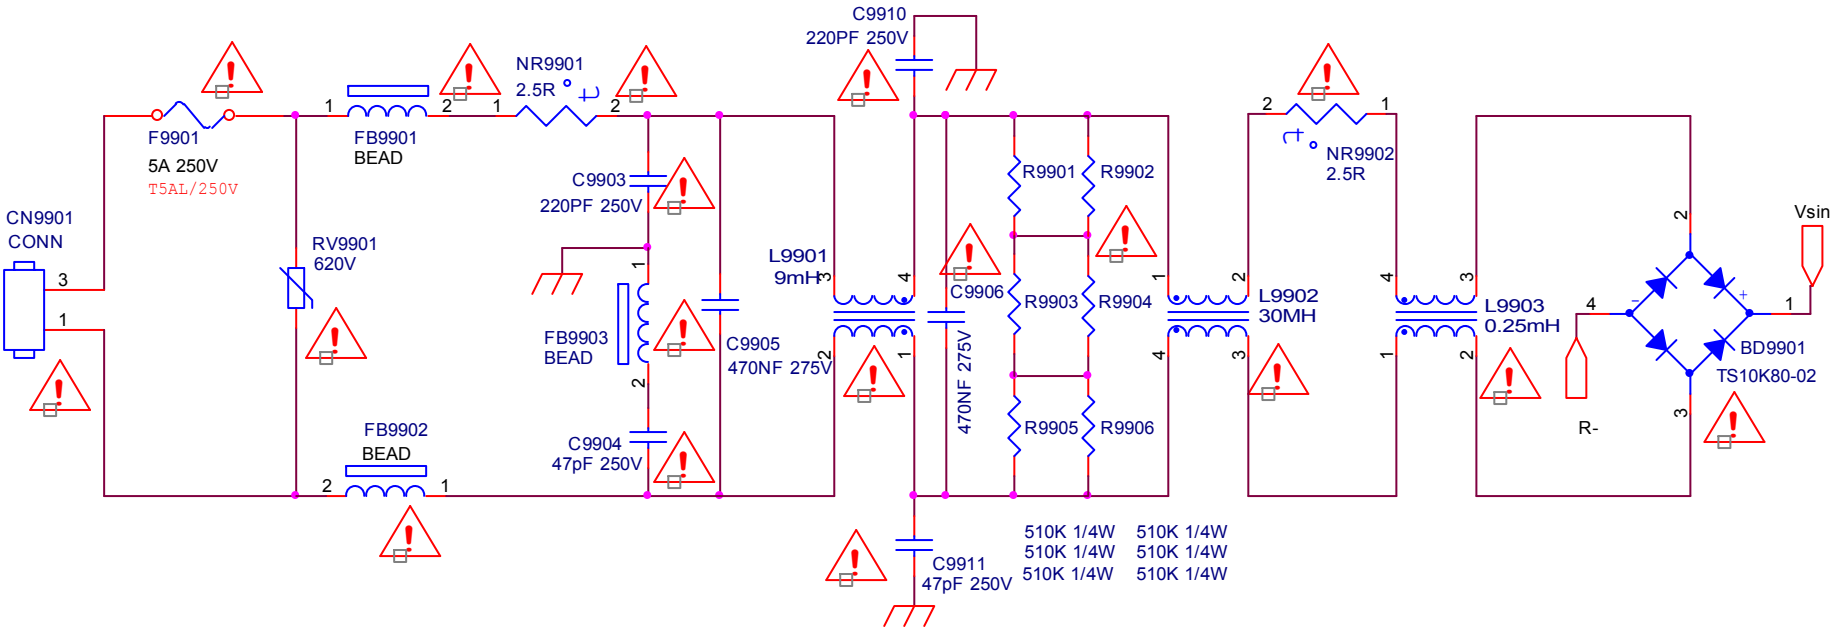 C9910
220PF 250V
NR9901
2.5R
t
1
2
1
2
F9901
5A 250V
T5AL/250V
FB9901
BEAD
2
1
t
NR9902
2.5R
C9903
220PF 250V
R9901
R9902
CN9901
CONN
3
1
RV9901
620V
1
FB9903
BEAD
2
C9905
470NF 275V
L9901
9mH
3
4
2
1
C9906
470NF 275V
R9903
R9904
1
2
4
3
L9902
30MH
4
3
1
2
L9903
0.25mH
2
Vsin
4
-
+
1
BD9901
TS10K80-02
3
R-
FB9902
BEAD
2
1
C9904
47pF 250V
R9905
R9906
C9911
47pF 250V
510K 1/4W 510K 1/4W
510K 1/4W 510K 1/4W
510K 1/4W 510K 1/4W